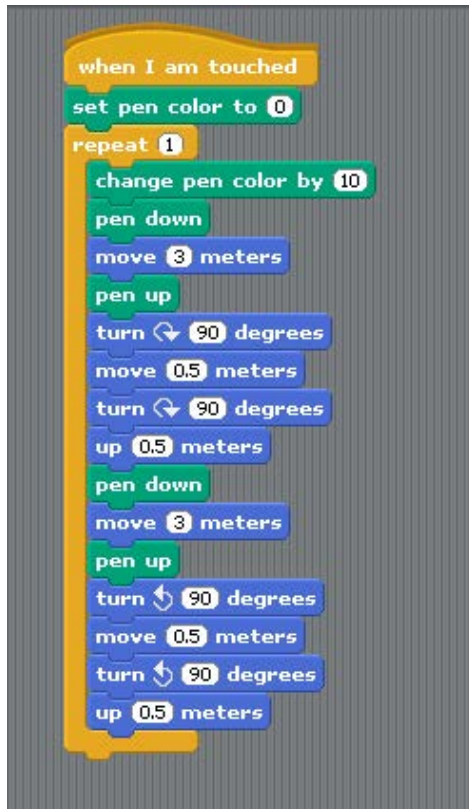 when I am touched
set pen color to 0
repeat 1
change pen color by 10
pen down
move 3 meters
pen up
turn 90 degrees
move 0.5 meters
turn 90 degrees
up 0.5 meters
pen down
move 3 meters
pen up
turn 90 degrees
move 0.5 meters
turn 90 degrees
up 0.5 meters